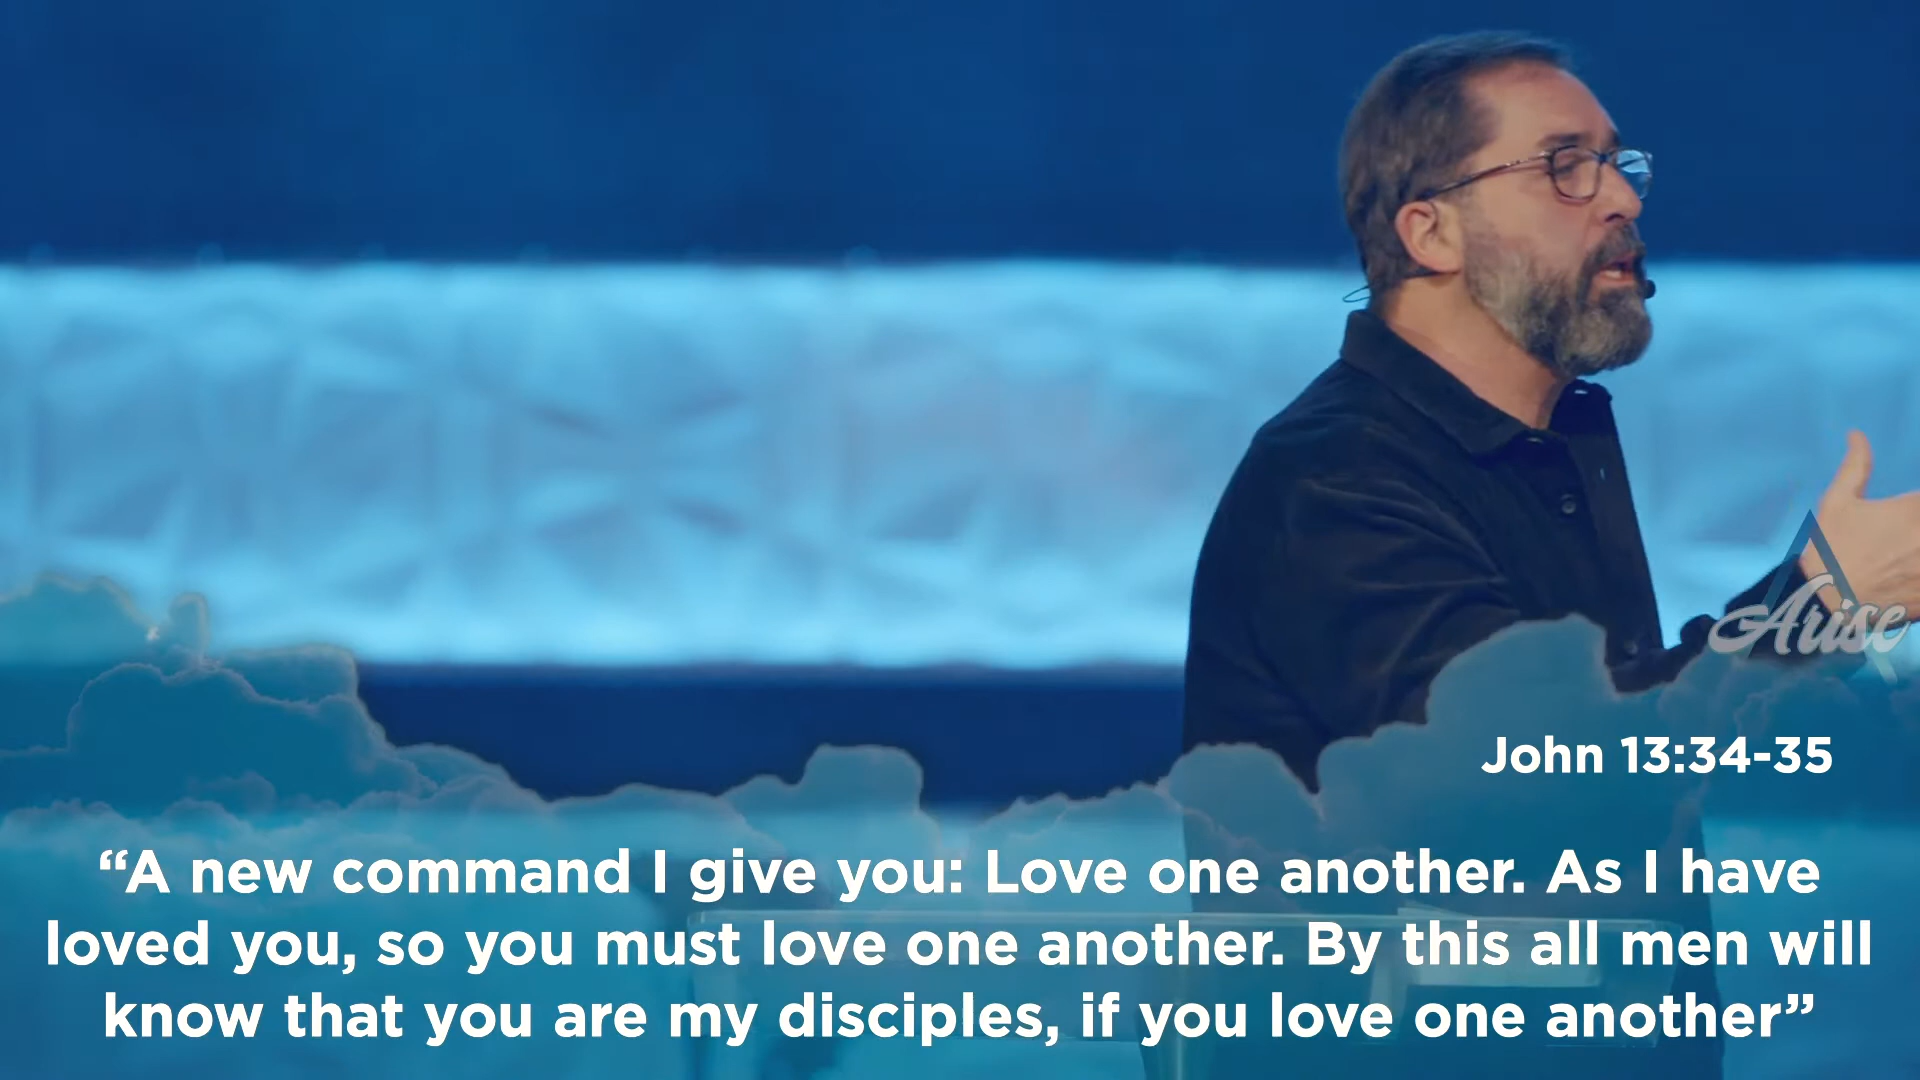 Arise
John 13:34-35
“A new command I give you: Love one another. As I have
loved you, so you must love one another. By this all men will
know that you are my disciples, if you love one another”